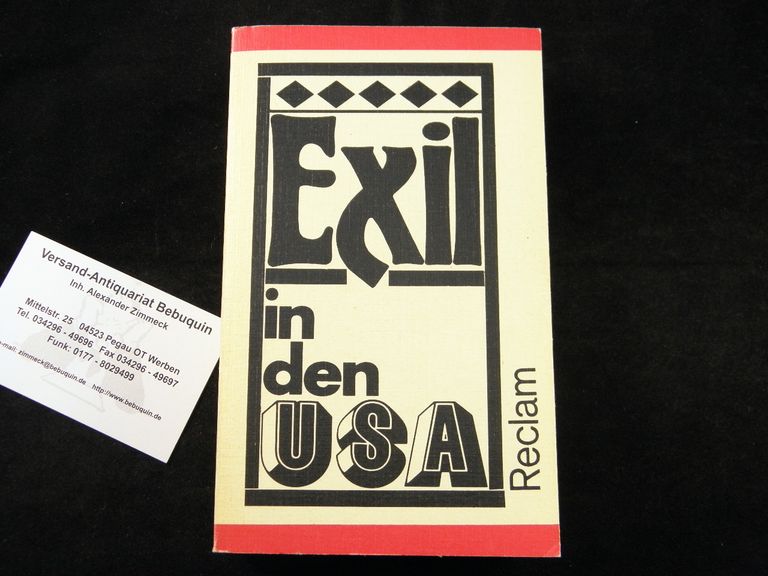 Exil
in
den
USA
Reclam
Versand-Antiquariat Bebuquin
Inh. Alexander Zimmeck
Mittelstr. 25 04523 Pegau OT Werben
Tel. 034296 - 49696 Fax 034296 - 49697
Funk: 0177 - 8029499
e-mail: zimmeck@bebuquin.de http://www.bebuquin.de